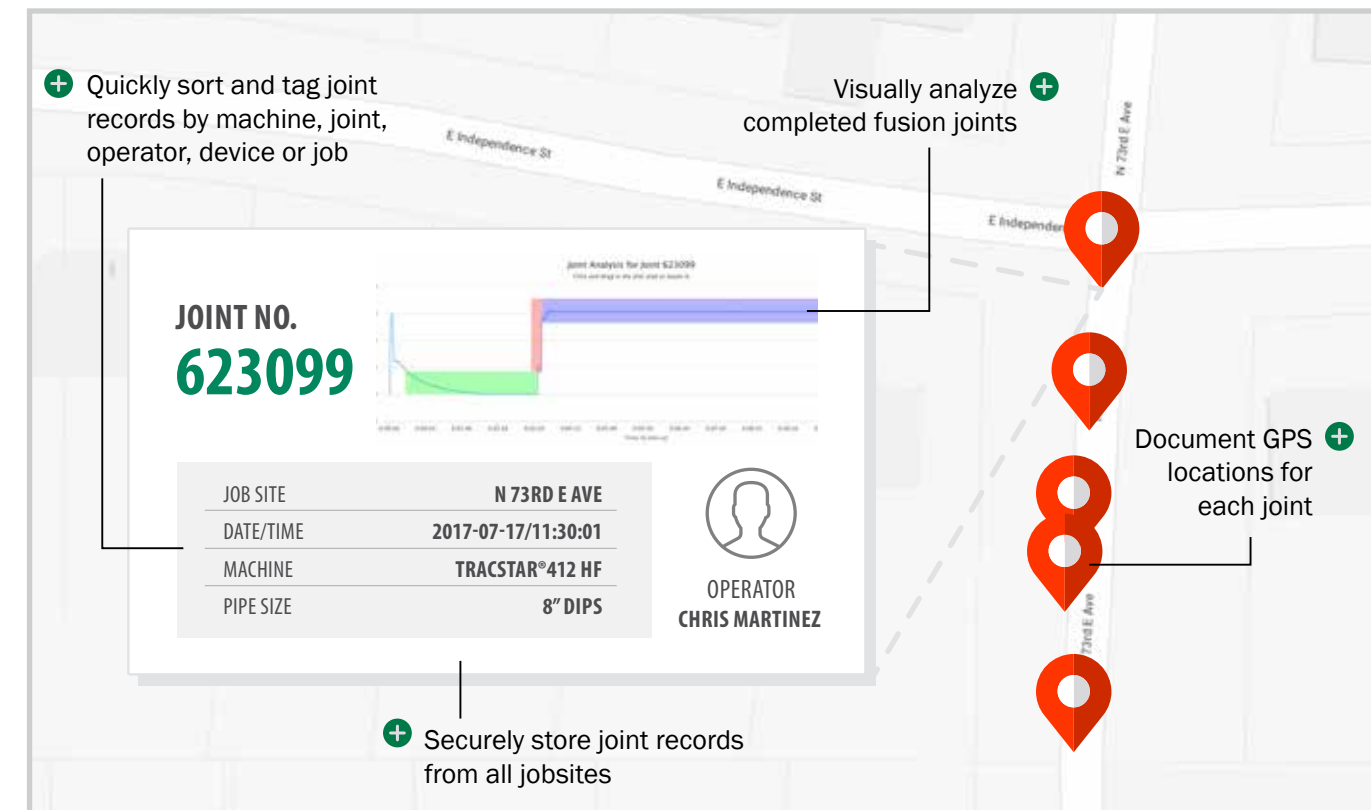 Quickly sort and tag joint
records by machine, joint,
operator, device or job
Visually analyze
completed fusion joints
E Independence St
E Independence St
E Independen
N 73rd E Ave
Joint Analysis for Joint 623099
JOINT NO.
623099
JOB SITE N 73RD E AVE
DATE/TIME 2017-07-17/11:30:01
MACHINE TRACSTAR®412 HF
PIPE SIZE 8" DIPS
OPERATOR
CHRIS MARTINEZ
Document GPS
locations for
each joint
73rd E Ave
Securely store joint records
from all jobsites